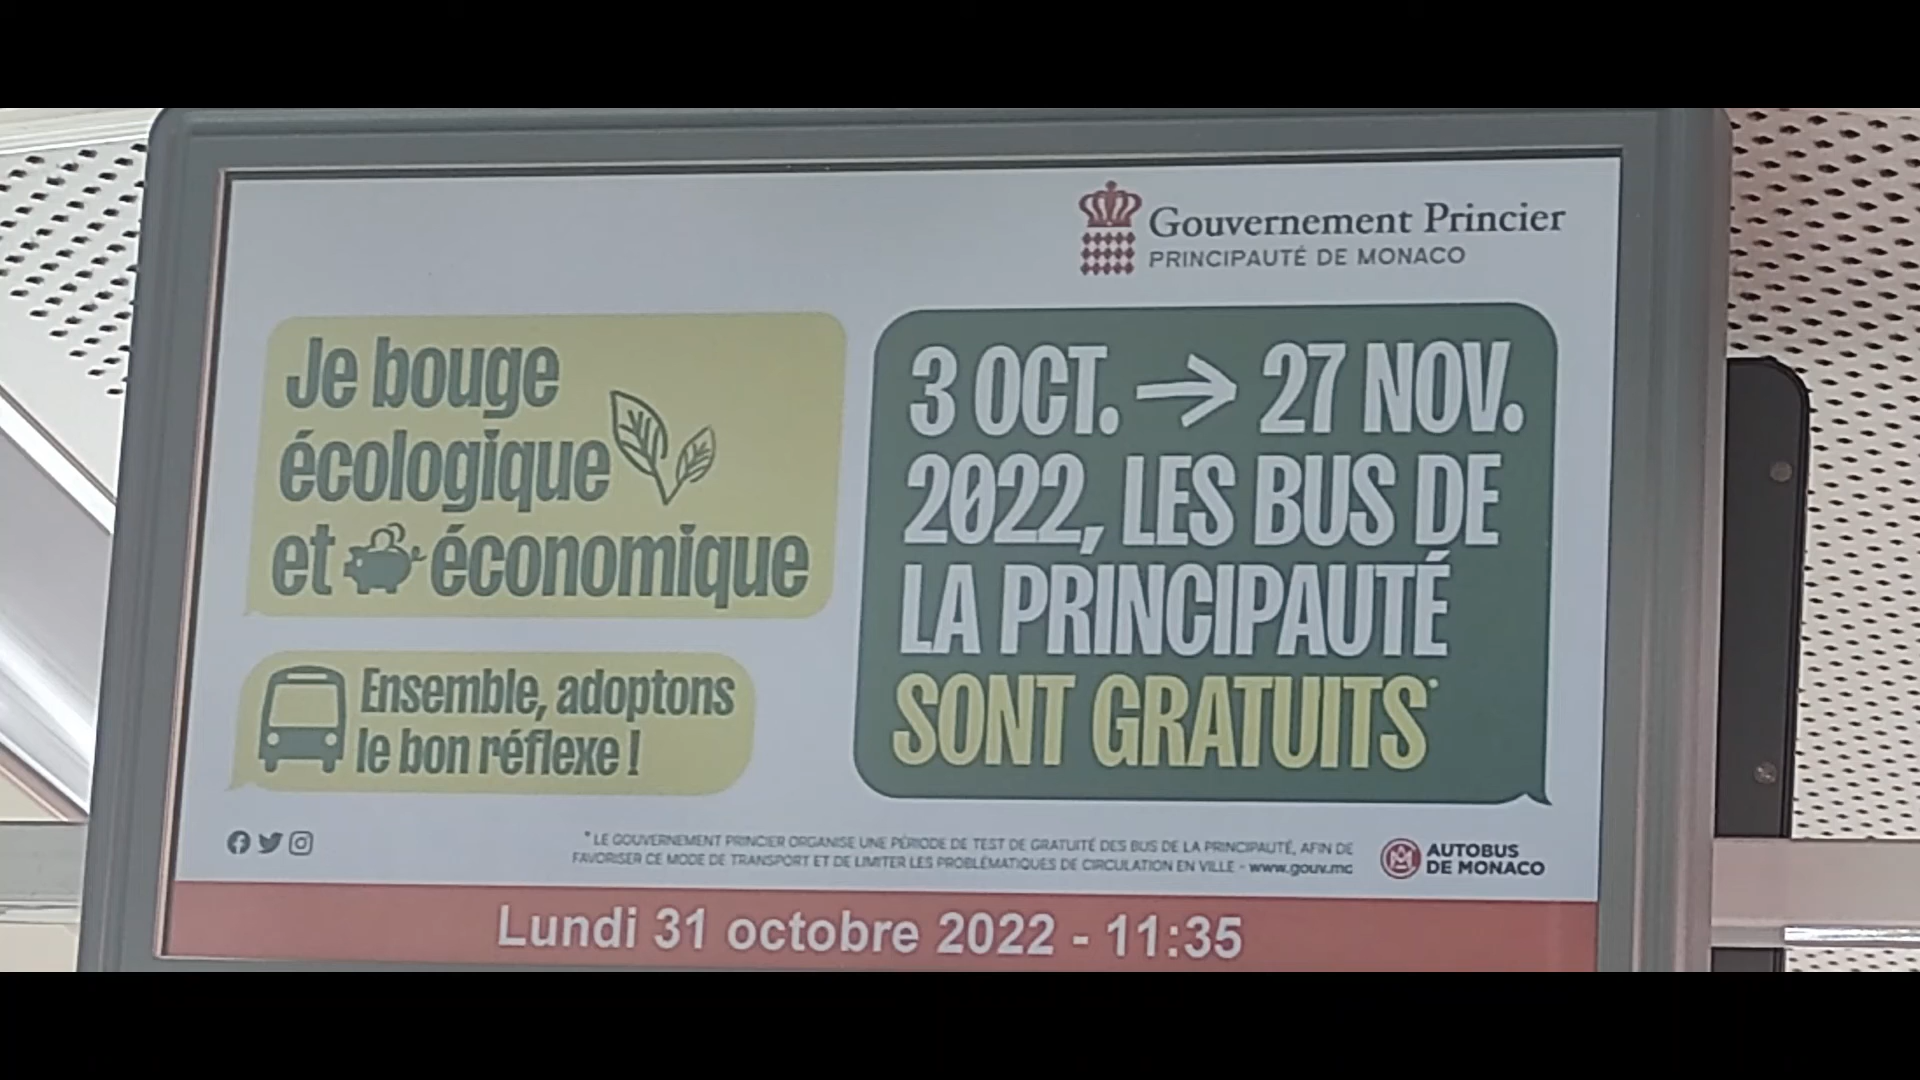 Gouvernement Princier
PRINCIPAUTÉ DE MONACO
Je bouge
écologique
et économique
Ensemble, adoptons
le bon réflexe !
3 OCT. → 27 NOV.
2022, LES BUS DE
LA PRINCIPAUTÉ
SONT GRATUITS*
* LE GOUVERNEMENT PRINCIER ORGANISE UNE PÉRIODE DE TEST DE GRATUITÉ DES BUS DE LA PRINCIPAUTÉ, AFIN DE
FAVORISER CE MODE DE TRANSPORT ET DE LIMITER LES PROBLÉMATIQUES DE CIRCULATION EN VILLE - www.gouv.mc
AUTOBUS
DE MONACO
Lundi 31 octobre 2022 - 11:35